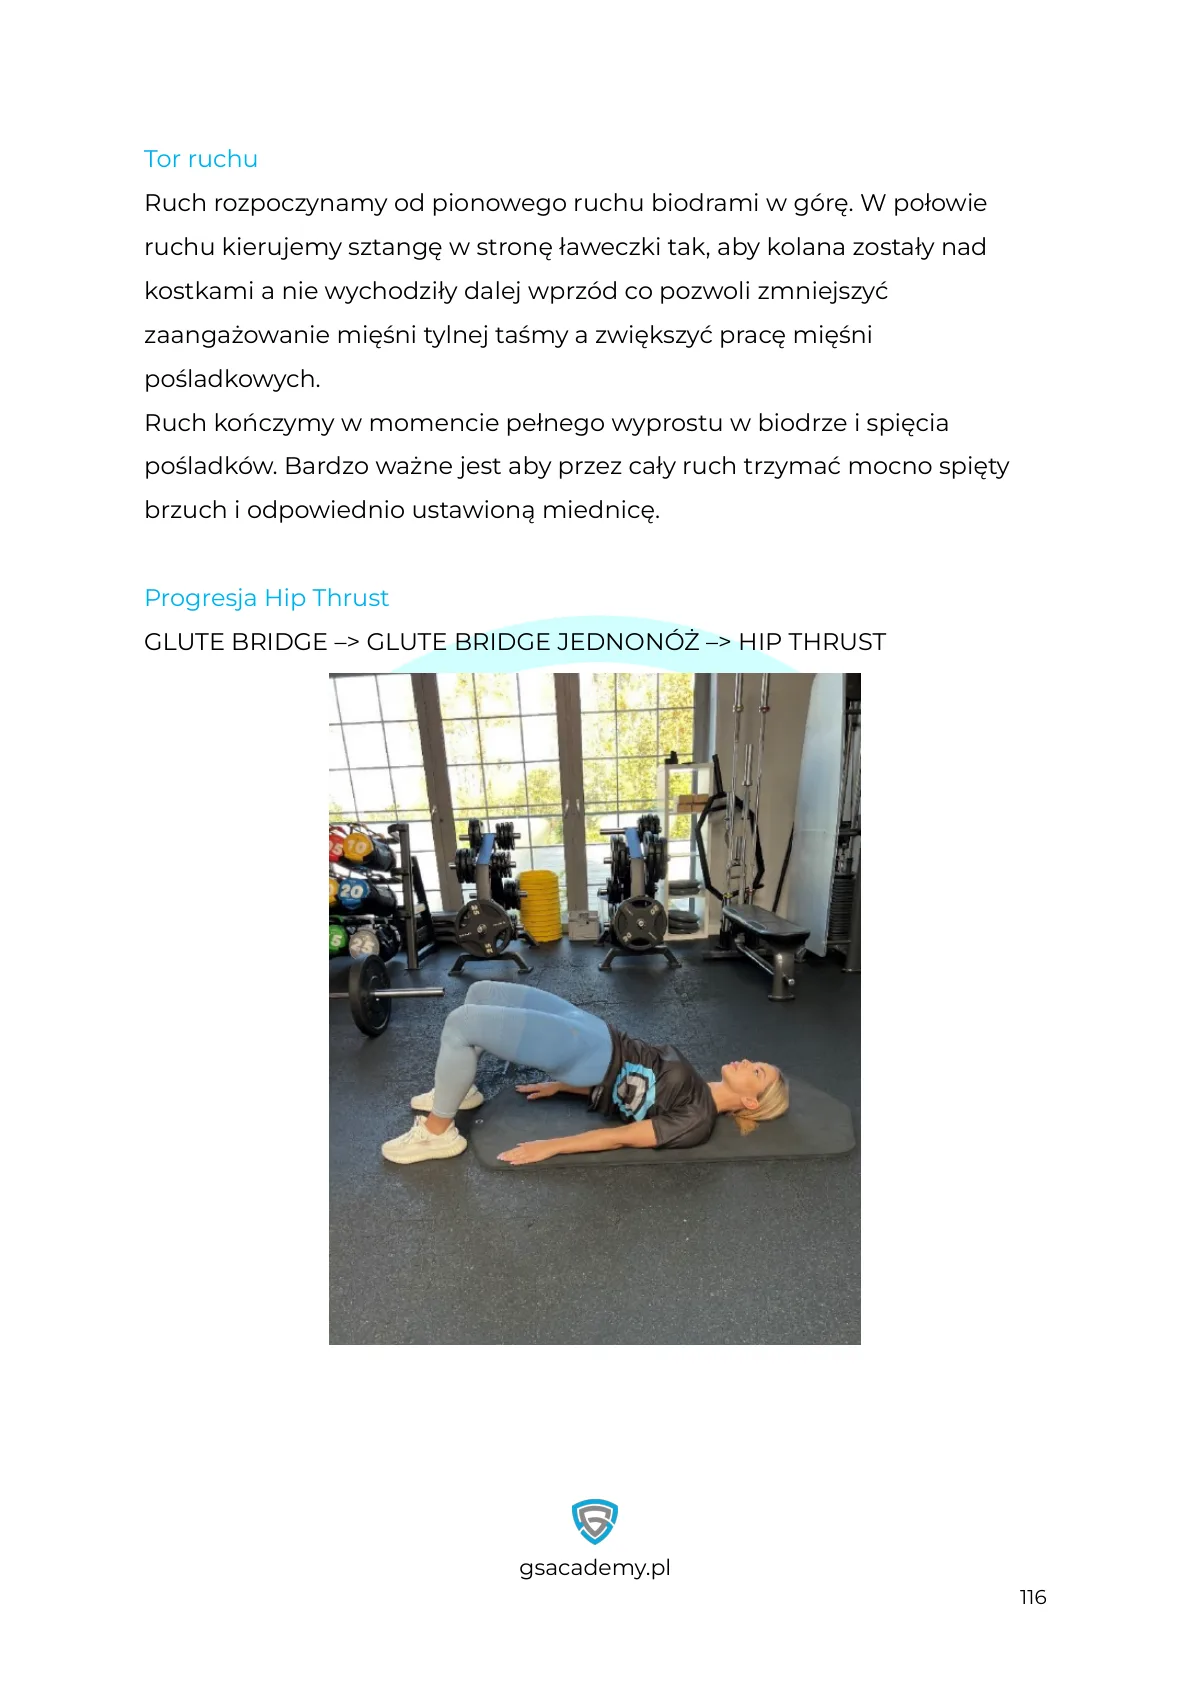 Tor ruchu
Ruch rozpoczynamy od pionowego ruchu biodrami w górę. W połowie
ruchu kierujemy sztangę w stronę ławeczki tak, aby kolana zostały nad
kostkami a nie wychodziły dalej wprzód co pozwoli zmniejszyć
zaangażowanie mięśni tylnej taśmy a zwiększyć pracę mięśni
pośladkowych.
Ruch kończymy w momencie pełnego wyprostu w biodrze i spięcia
pośladków. Bardzo ważne jest aby przez cały ruch trzymać mocno spięty
brzuch i odpowiednio ustawioną miednicę.
Progresja Hip Thrust
GLUTE BRIDGE –> GLUTE BRIDGE JEDNONÓŻ –> HIP THRUST
10
20
25
gsacademy.pl
116